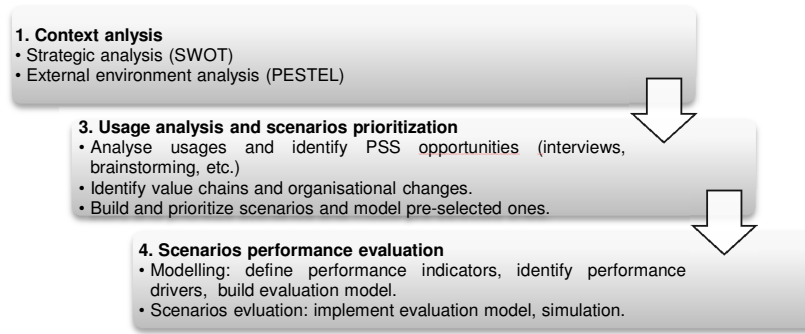 1. Context anlysis
• Strategic analysis (SWOT)
• External environment analysis (PESTEL)
3. Usage analysis and scenarios prioritization
• Analyse usages and identify PSS opportunities (interviews,
brainstorming, etc.)
• Identify value chains and organisational changes.
• Build and prioritize scenarios and model pre-selected ones.
4. Scenarios performance evaluation
• Modelling: define performance indicators, identify performance
drivers, build evaluation model.
• Scenarios evluation: implement evaluation model, simulation.